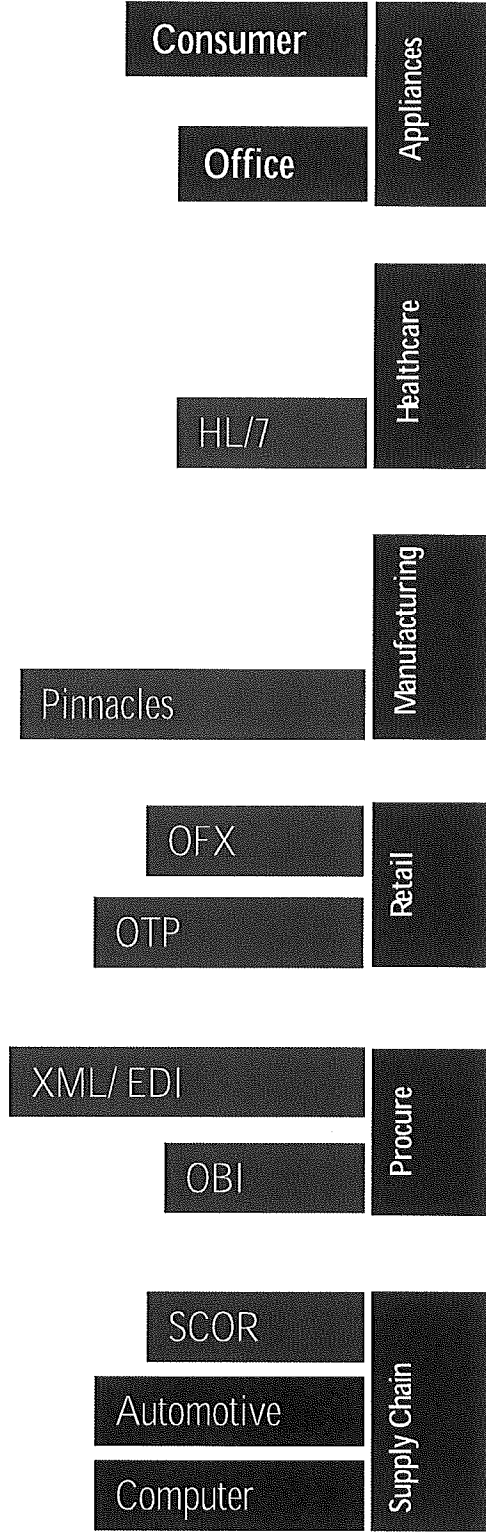 Consumer
Office
Appliances
HL/7
Healthcare
Pinnacles
Manufacturing
OFX
OTP
Retail
XML/ EDI
OBI
Procure
SCOR
Automotive
Computer
Supply Chain